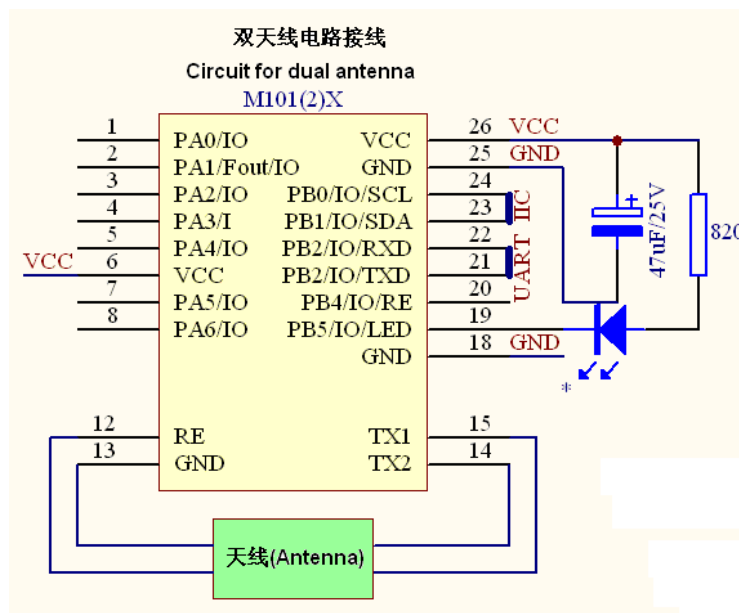 双天线电路接线
Circuit for dual antenna
M101(2)X
1 PA0/IO VCC 26 VCC
2 PA1/Fout/IO GND 25 GND
3 PA2/IO PB0/IO/SCL 24
4 PA3/I PB1/IO/SDA 23
IIC
5 PA4/IO PB2/IO/RXD 22
VCC 6 VCC PB2/IO/TXD 21
UART
7 PA5/IO PB4/IO/RE 20
8 PA6/IO PB5/IO/LED 19
GND 18 GND
+
47uF/25V
820
*
12 RE TX1 15
13 GND TX2 14
天线(Antenna)